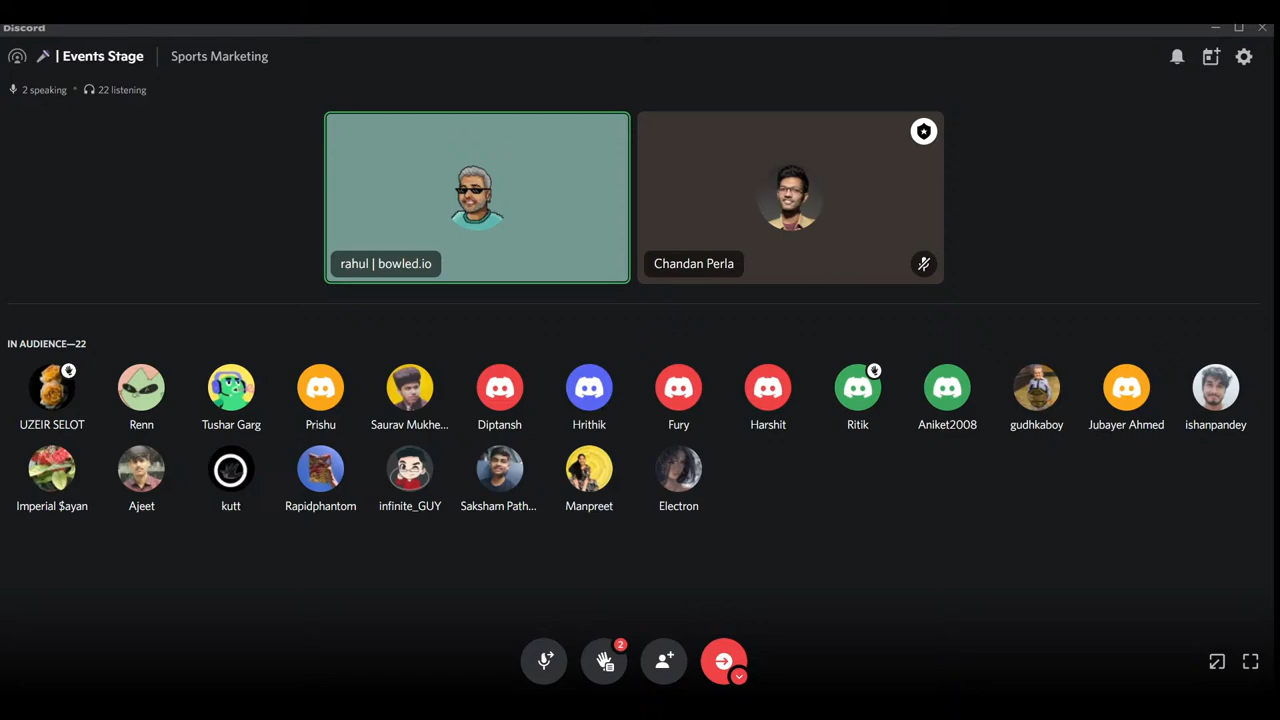 Discord
| Events Stage Sports Marketing
2 speaking • 22 listening
rahul | bowled.io
Chandan Perla
IN AUDIENCE—22
UZEIR SELOT Renn Tushar Garg Prishu Saurav Mukhe... Diptansh Hrithik Fury Harshit Ritik Aniket2008 gudhkaboy Jubayer Ahmed ishanpandey
Imperial $ayan Ajeet kutt Rapidphantom infinite_GUY Saksham Path... Manpreet Electron
2